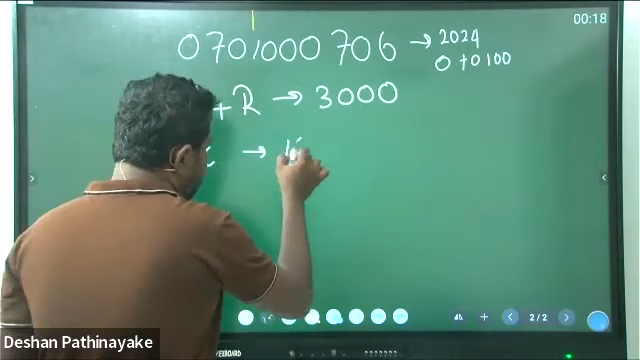 00:18
0701000706 → 2024
0 + 0100
+ R → 3000
→
2/2
Deshan Pathinayake